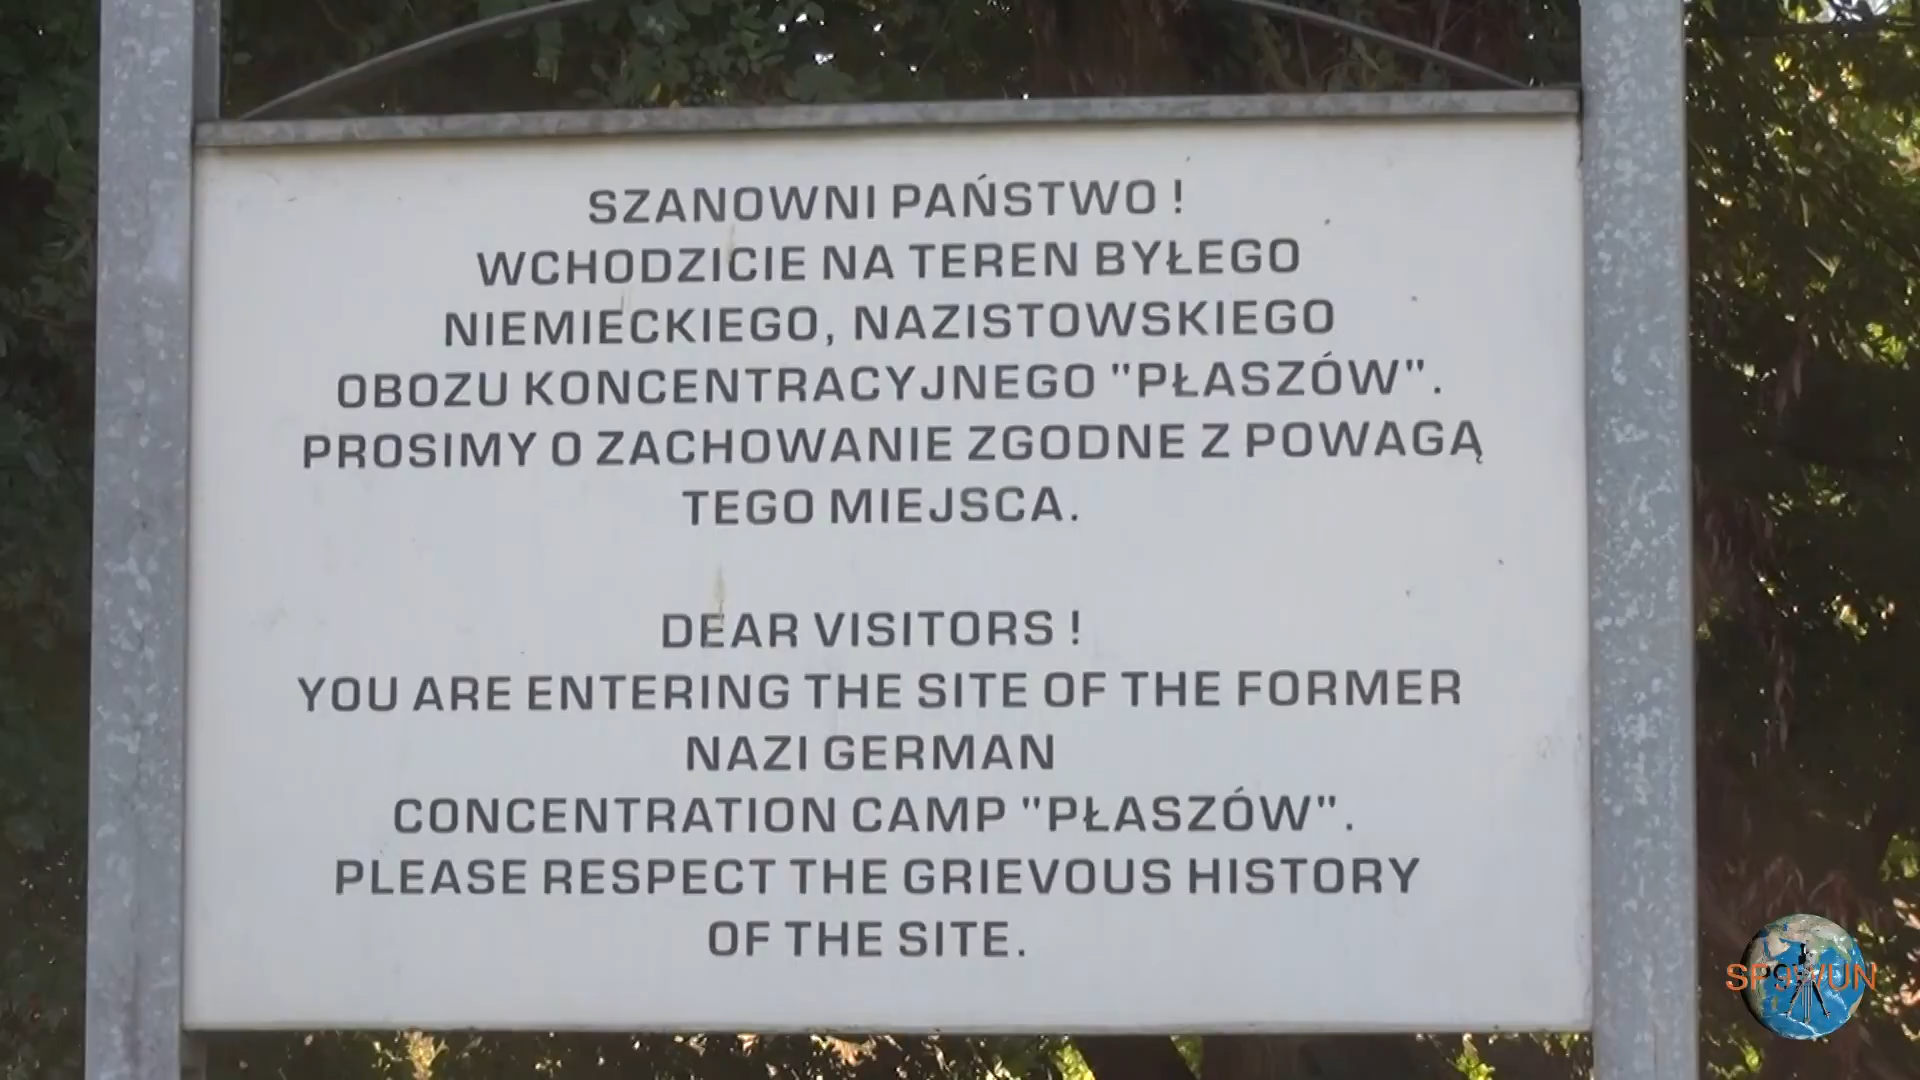 SZANOWNI PAŃSTWO !
WCHODZICIE NA TEREN BYŁEGO
NIEMIECKIEGO, NAZISTOWSKIEGO
OBOZU KONCENTRACYJNEGO "PŁASZÓW".
PROSIMY O ZACHOWANIE ZGODNE Z POWAGĄ
TEGO MIEJSCA.
DEAR VISITORS !
YOU ARE ENTERING THE SITE OF THE FORMER
NAZI GERMAN
CONCENTRATION CAMP "PŁASZÓW".
PLEASE RESPECT THE GRIEVOUS HISTORY
OF THE SITE.
SP9WUN